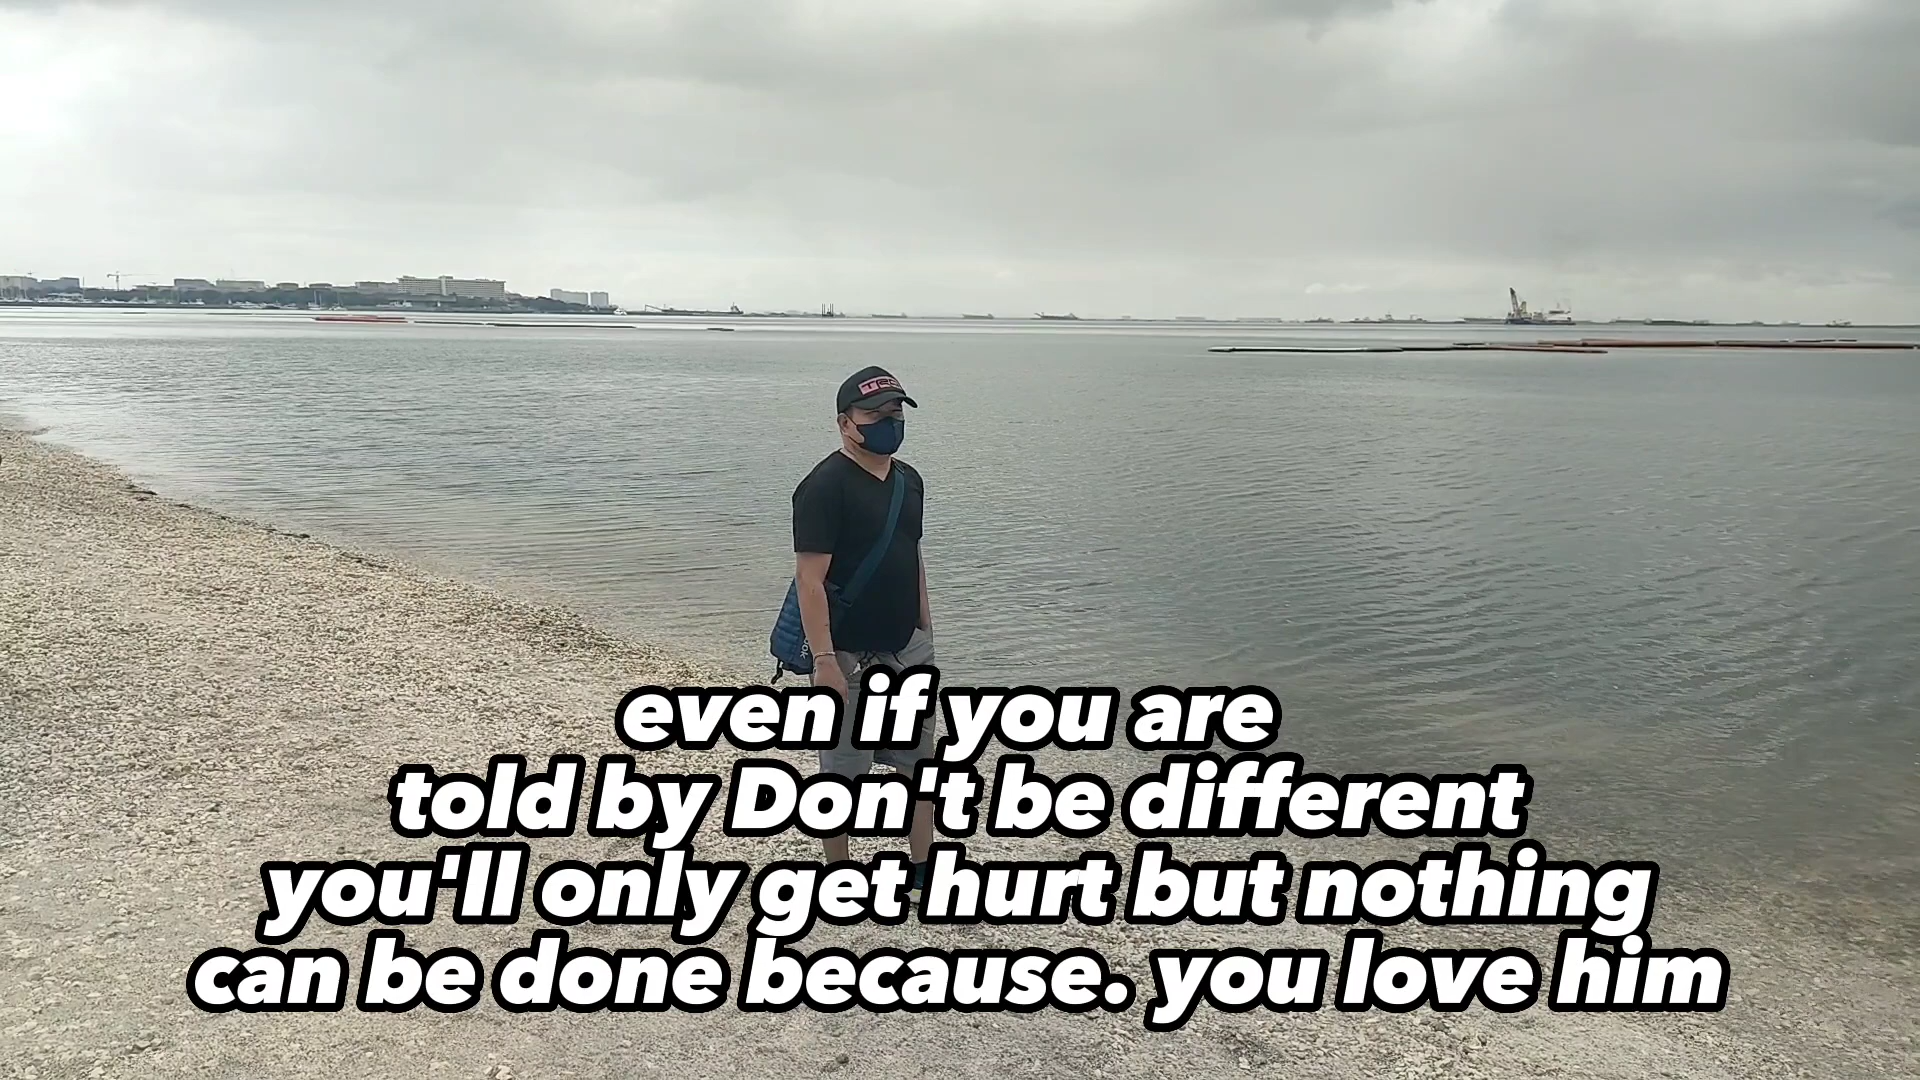 TRD
even if you are
told by Don't be different
you'll only get hurt but nothing
can be done because. you love him